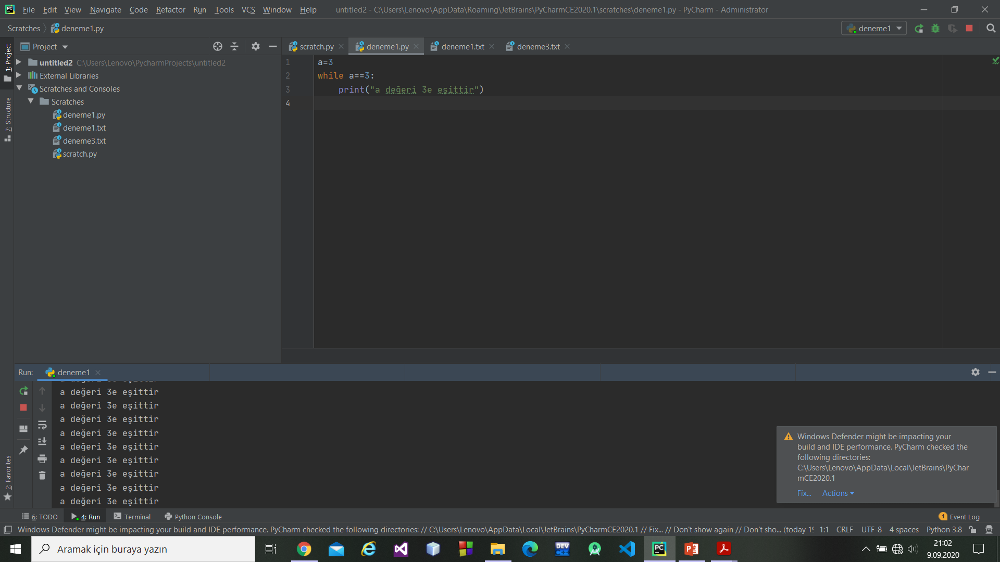 File Edit View Navigate Code Refactor Run Tools VCS Window Help untitled2 - C:\Users\Lenovo\AppData\Roaming\JetBrains\PyCharmCE2020.1\scratches\deneme1.py - PyCharm - Administrator
Scratches deneme1.py deneme1
1: Project
Project
scratch.py deneme1.py deneme1.txt deneme3.txt
untitled2 C:\Users\Lenovo\PycharmProjects\untitled2
External Libraries
Scratches and Consoles
Scratches
deneme1.py
deneme1.txt
deneme3.txt
scratch.py
7: Structure
1 a=3
2 while a==3:
3 print("a değeri 3e eşittir")
4
Run: deneme1
a değeri 3e eşittir
a değeri 3e eşittir
a değeri 3e eşittir
a değeri 3e eşittir
a değeri 3e eşittir
a değeri 3e eşittir
a değeri 3e eşittir
a değeri 3e eşittir
a değeri 3e eşittir
a değeri 3e eşittir
2: Favorites
Windows Defender might be impacting your
build and IDE performance. PyCharm checked the
following directories:
C:\Users\Lenovo\AppData\Local\JetBrains\PyChar
mCE2020.1
Fix... Actions
6: TODO 4: Run Terminal Python Console 1 Event Log
Windows Defender might be impacting your build and IDE performance. PyCharm checked the following directories: // C:\Users\Lenovo\AppData\Local\JetBrains\PyCharmCE2020.1 // Fix... // Don't show again // Don't sho... (today 19 1:1 CRLF UTF-8 4 spaces Python 3.8
Aramak için buraya yazın
DEV C++
PC
21:02
9.09.2020